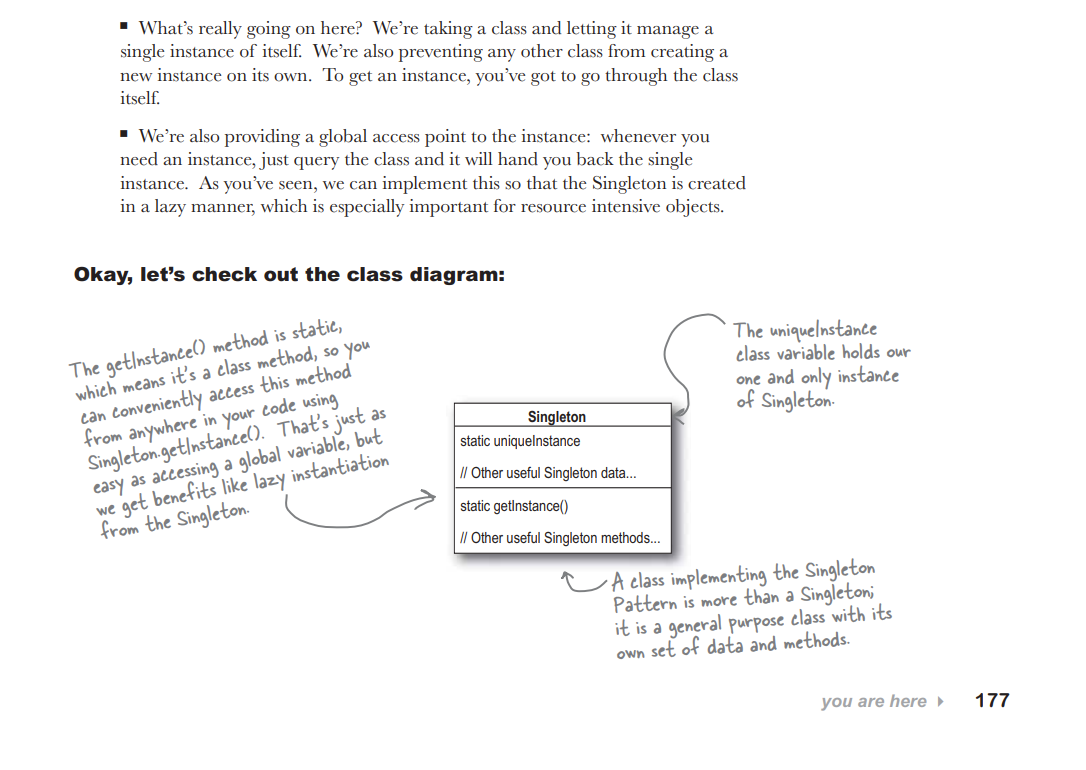 ▪ What’s really going on here? We’re taking a class and letting it manage a
single instance of itself. We’re also preventing any other class from creating a
new instance on its own. To get an instance, you’ve got to go through the class
itself.
▪ We’re also providing a global access point to the instance: whenever you
need an instance, just query the class and it will hand you back the single
instance. As you’ve seen, we can implement this so that the Singleton is created
in a lazy manner, which is especially important for resource intensive objects.
Okay, let’s check out the class diagram:
The getInstance() method is static,
which means it’s a class method, so you
can conveniently access this method
from anywhere in your code using
Singleton.getInstance(). That’s just as
easy as accessing a global variable, but
we get benefits like lazy instantiation
from the Singleton.
The uniqueInstance
class variable holds our
one and only instance
of Singleton.
Singleton
static uniqueInstance
// Other useful Singleton data...
static getInstance()
// Other useful Singleton methods...
A class implementing the Singleton
Pattern is more than a Singleton;
it is a general purpose class with its
own set of data and methods.
you are here ▸ 177